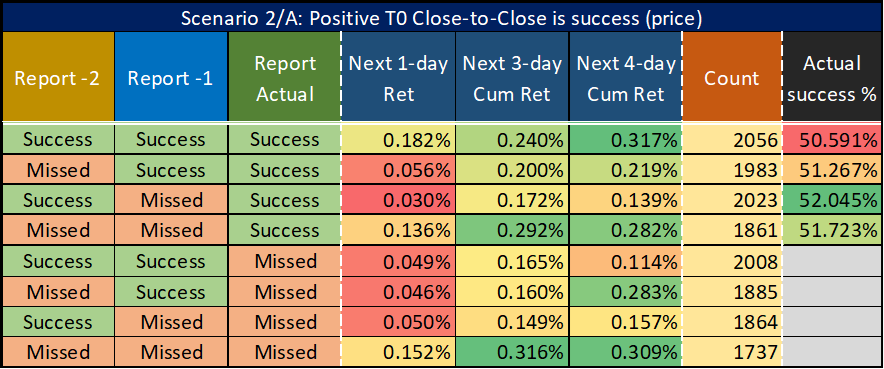 Scenario 2/A: Positive T0 Close-to-Close is success (price)
Report -2 Report -1 Report Actual Next 1-day Ret Next 3-day Cum Ret Next 4-day Cum Ret Count Actual success %
Success Success Success 0.182% 0.240% 0.317% 2056 50.591%
Missed Success Success 0.056% 0.200% 0.219% 1983 51.267%
Success Missed Success 0.030% 0.172% 0.139% 2023 52.045%
Missed Missed Success 0.136% 0.292% 0.282% 1861 51.723%
Success Success Missed 0.049% 0.165% 0.114% 2008
Missed Success Missed 0.046% 0.160% 0.283% 1885
Success Missed Missed 0.050% 0.149% 0.157% 1864
Missed Missed Missed 0.152% 0.316% 0.309% 1737